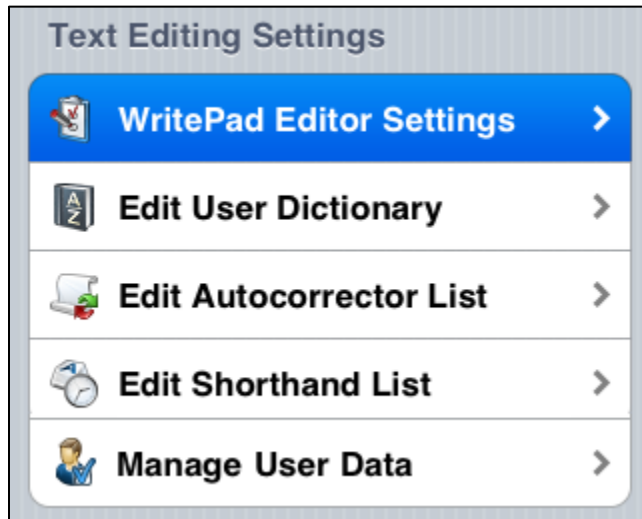 Text Editing Settings
WritePad Editor Settings
Edit User Dictionary
Edit Autocorrector List
Edit Shorthand List
Manage User Data